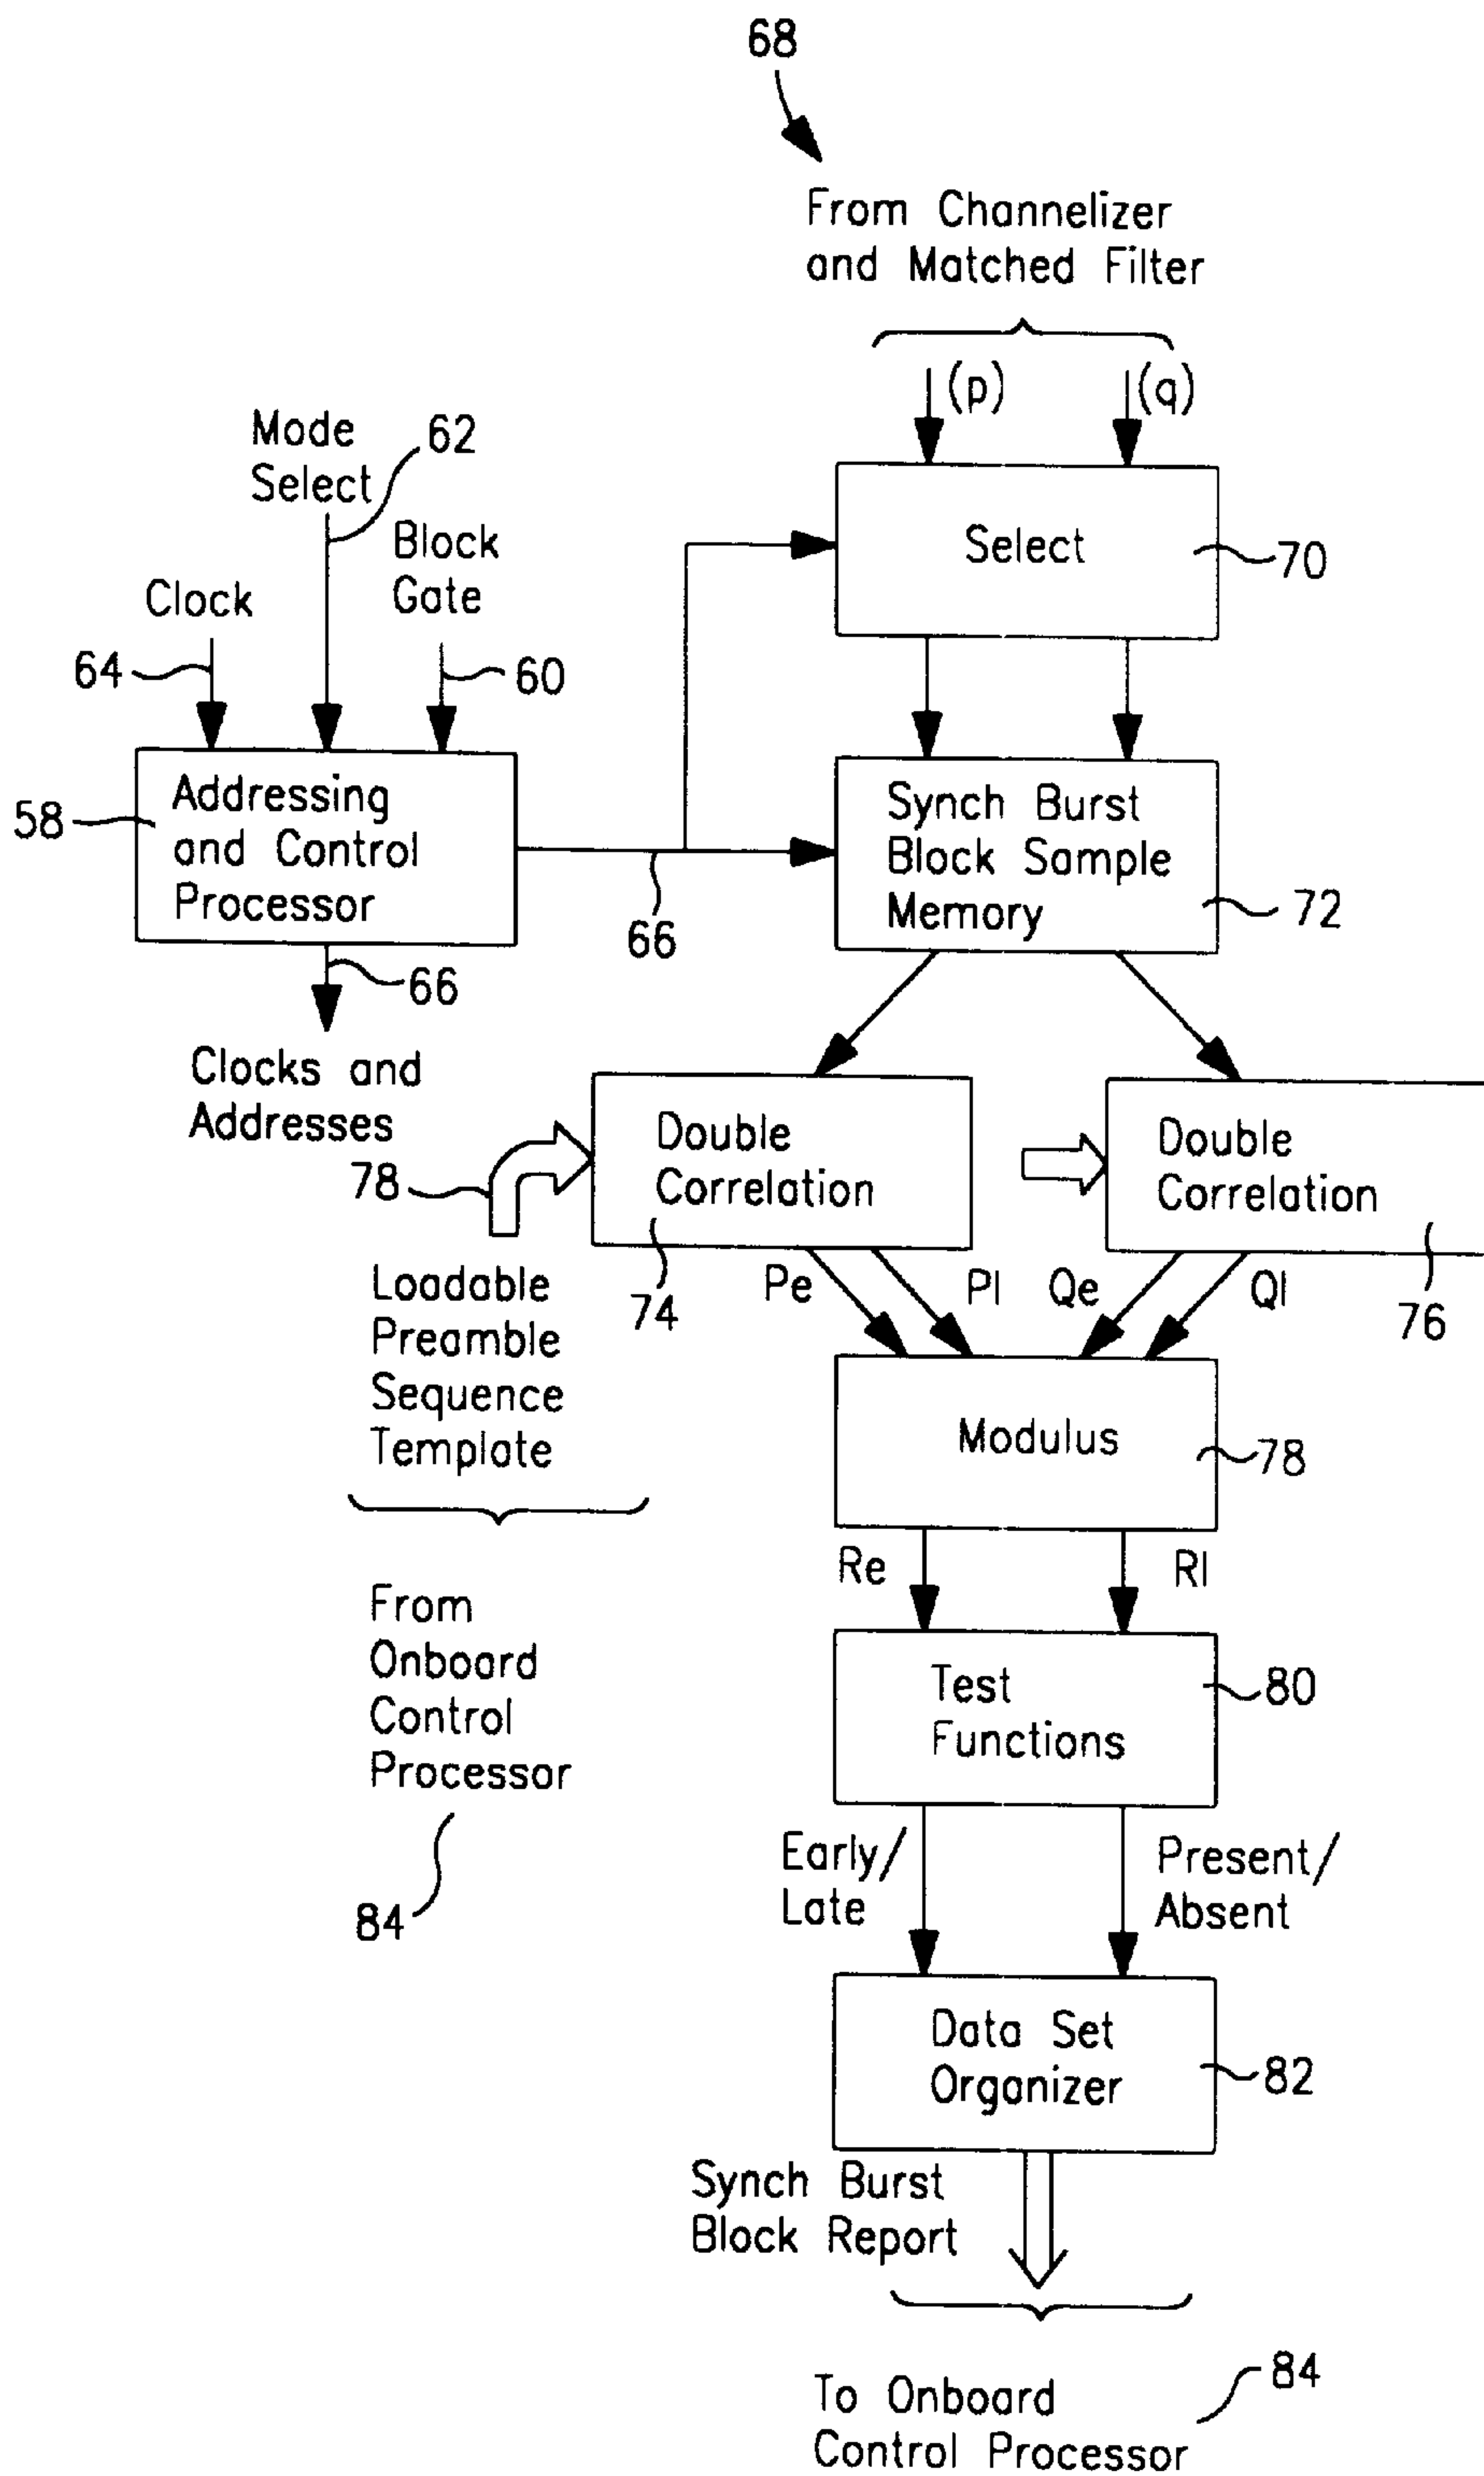 68
From Channelizer
and Matched Filter
(p)
(q)
Mode
Select
62
Block
Gate
Clock
64
60
Select
70
58
Addressing
and Control
Processor
66
66
Synch Burst
Block Sample
Memory
72
Clocks and
Addresses
78
Double
Correlation
74
Double
Correlation
76
Loadable
Preamble
Sequence
Template
Pe
Pl
Qe
Ql
Modulus
78
From
Onboard
Control
Processor
84
Re
Rl
Test
Functions
80
Early/
Late
Present/
Absent
Data Set
Organizer
82
Synch Burst
Block Report
To Onboard
Control Processor
84